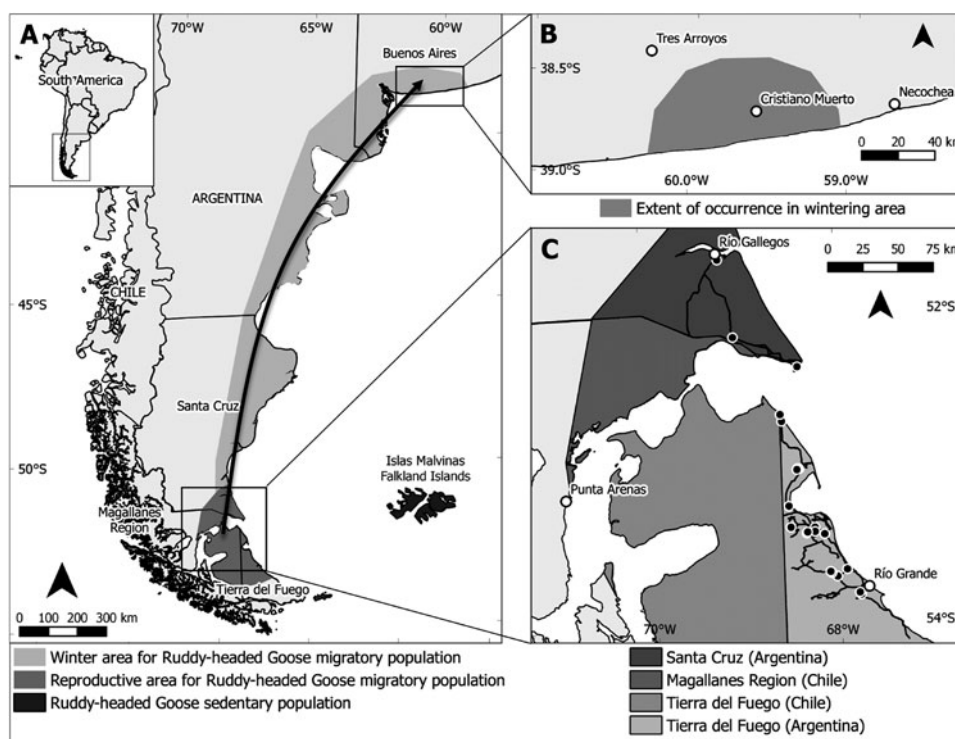 A
70°W
65°W
60°W
South America
Buenos Aires
ARGENTINA
CHILE
45°S
Santa Cruz
50°S
Islas Malvinas
Falkland Islands
Magallanes
Region
Tierra del Fuego
0 100 200 300 km
Winter area for Ruddy-headed Goose migratory population
Reproductive area for Ruddy-headed Goose migratory population
Ruddy-headed Goose sedentary population
B
Tres Arroyos
38.5°S
Cristiano Muerto
Necochea
0 20 40 km
39.0°S
60.0°W
59.0°W
Extent of occurrence in wintering area
C
Río Gallegos
0 25 50 75 km
52°S
Punta Arenas
Río Grande
70°W
68°W
54°S
Santa Cruz (Argentina)
Magallanes Region (Chile)
Tierra del Fuego (Chile)
Tierra del Fuego (Argentina)